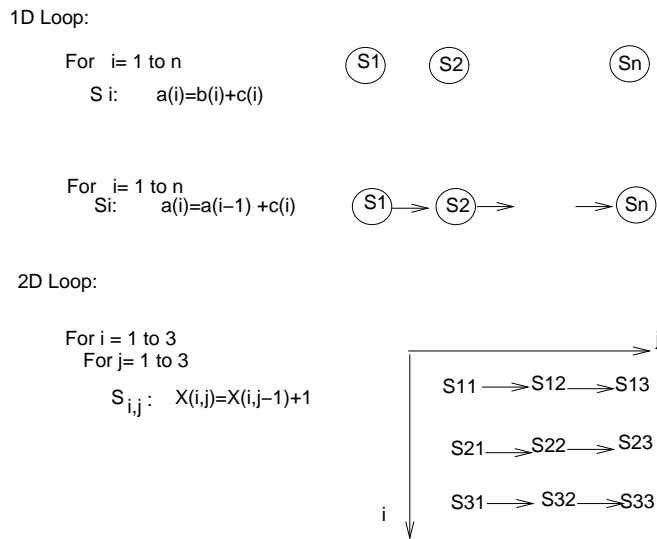 1D Loop:
For i= 1 to n
S1 S2 Sn
S i: a(i)=b(i)+c(i)
For i= 1 to n
Si: a(i)=a(i−1) +c(i)
S1 S2 Sn
2D Loop:
For i = 1 to 3
For j= 1 to 3
S i,j : X(i,j)=X(i,j−1)+1
j
S11 S12 S13
S21 S22 S23
S31 S32 S33
i